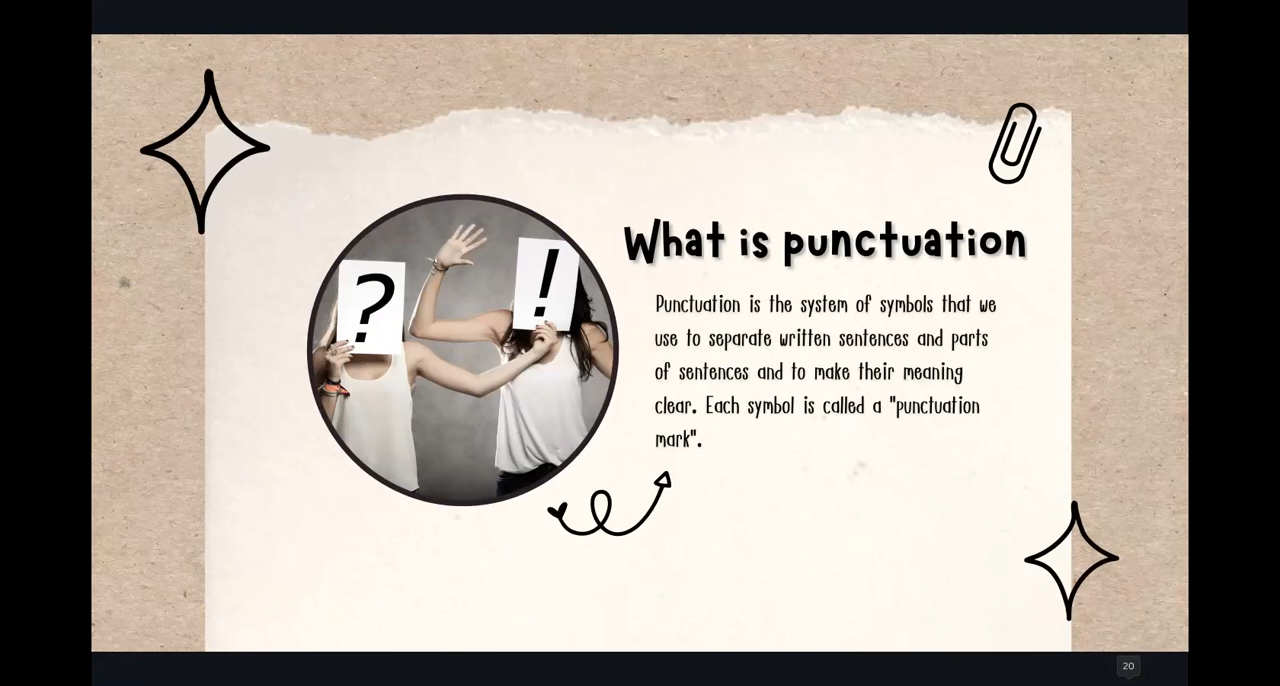 What is punctuation
Punctuation is the system of symbols that we
use to separate written sentences and parts
of sentences and to make their meaning
clear. Each symbol is called a "punctuation
mark".
?
!
20